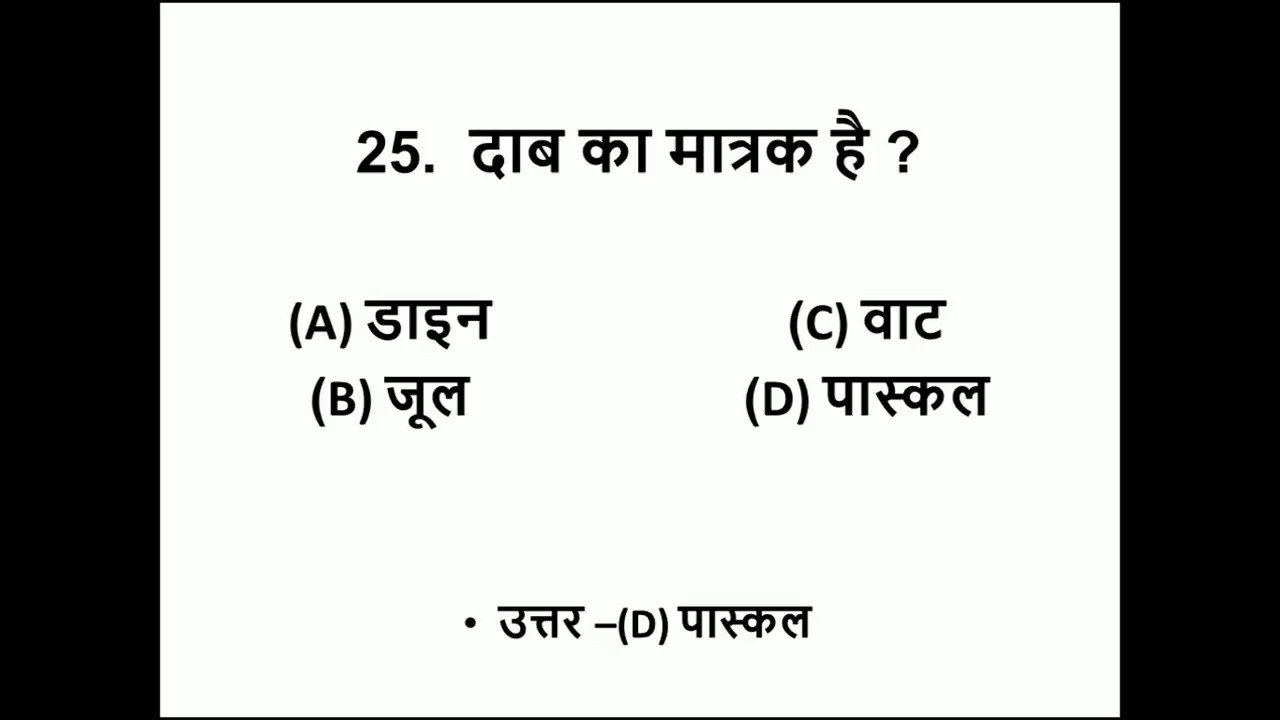 25. दाब का मात्रक है ?
(A) डाइन
(B) जूल
(C) वाट
(D) पास्कल
• उत्तर –(D) पास्कल